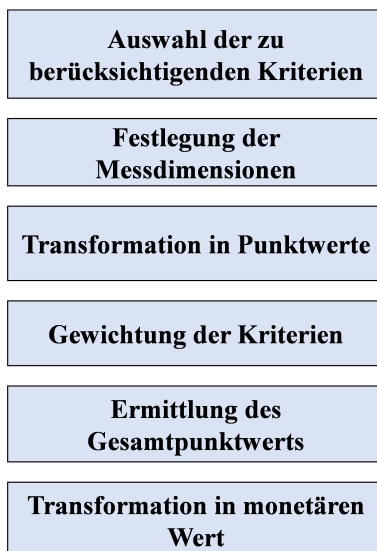 Auswahl der zu
berücksichtigenden Kriterien
Festlegung der
Messdimensionen
Transformation in Punktwerte
Gewichtung der Kriterien
Ermittlung des
Gesamtpunktwerts
Transformation in monetären
Wert